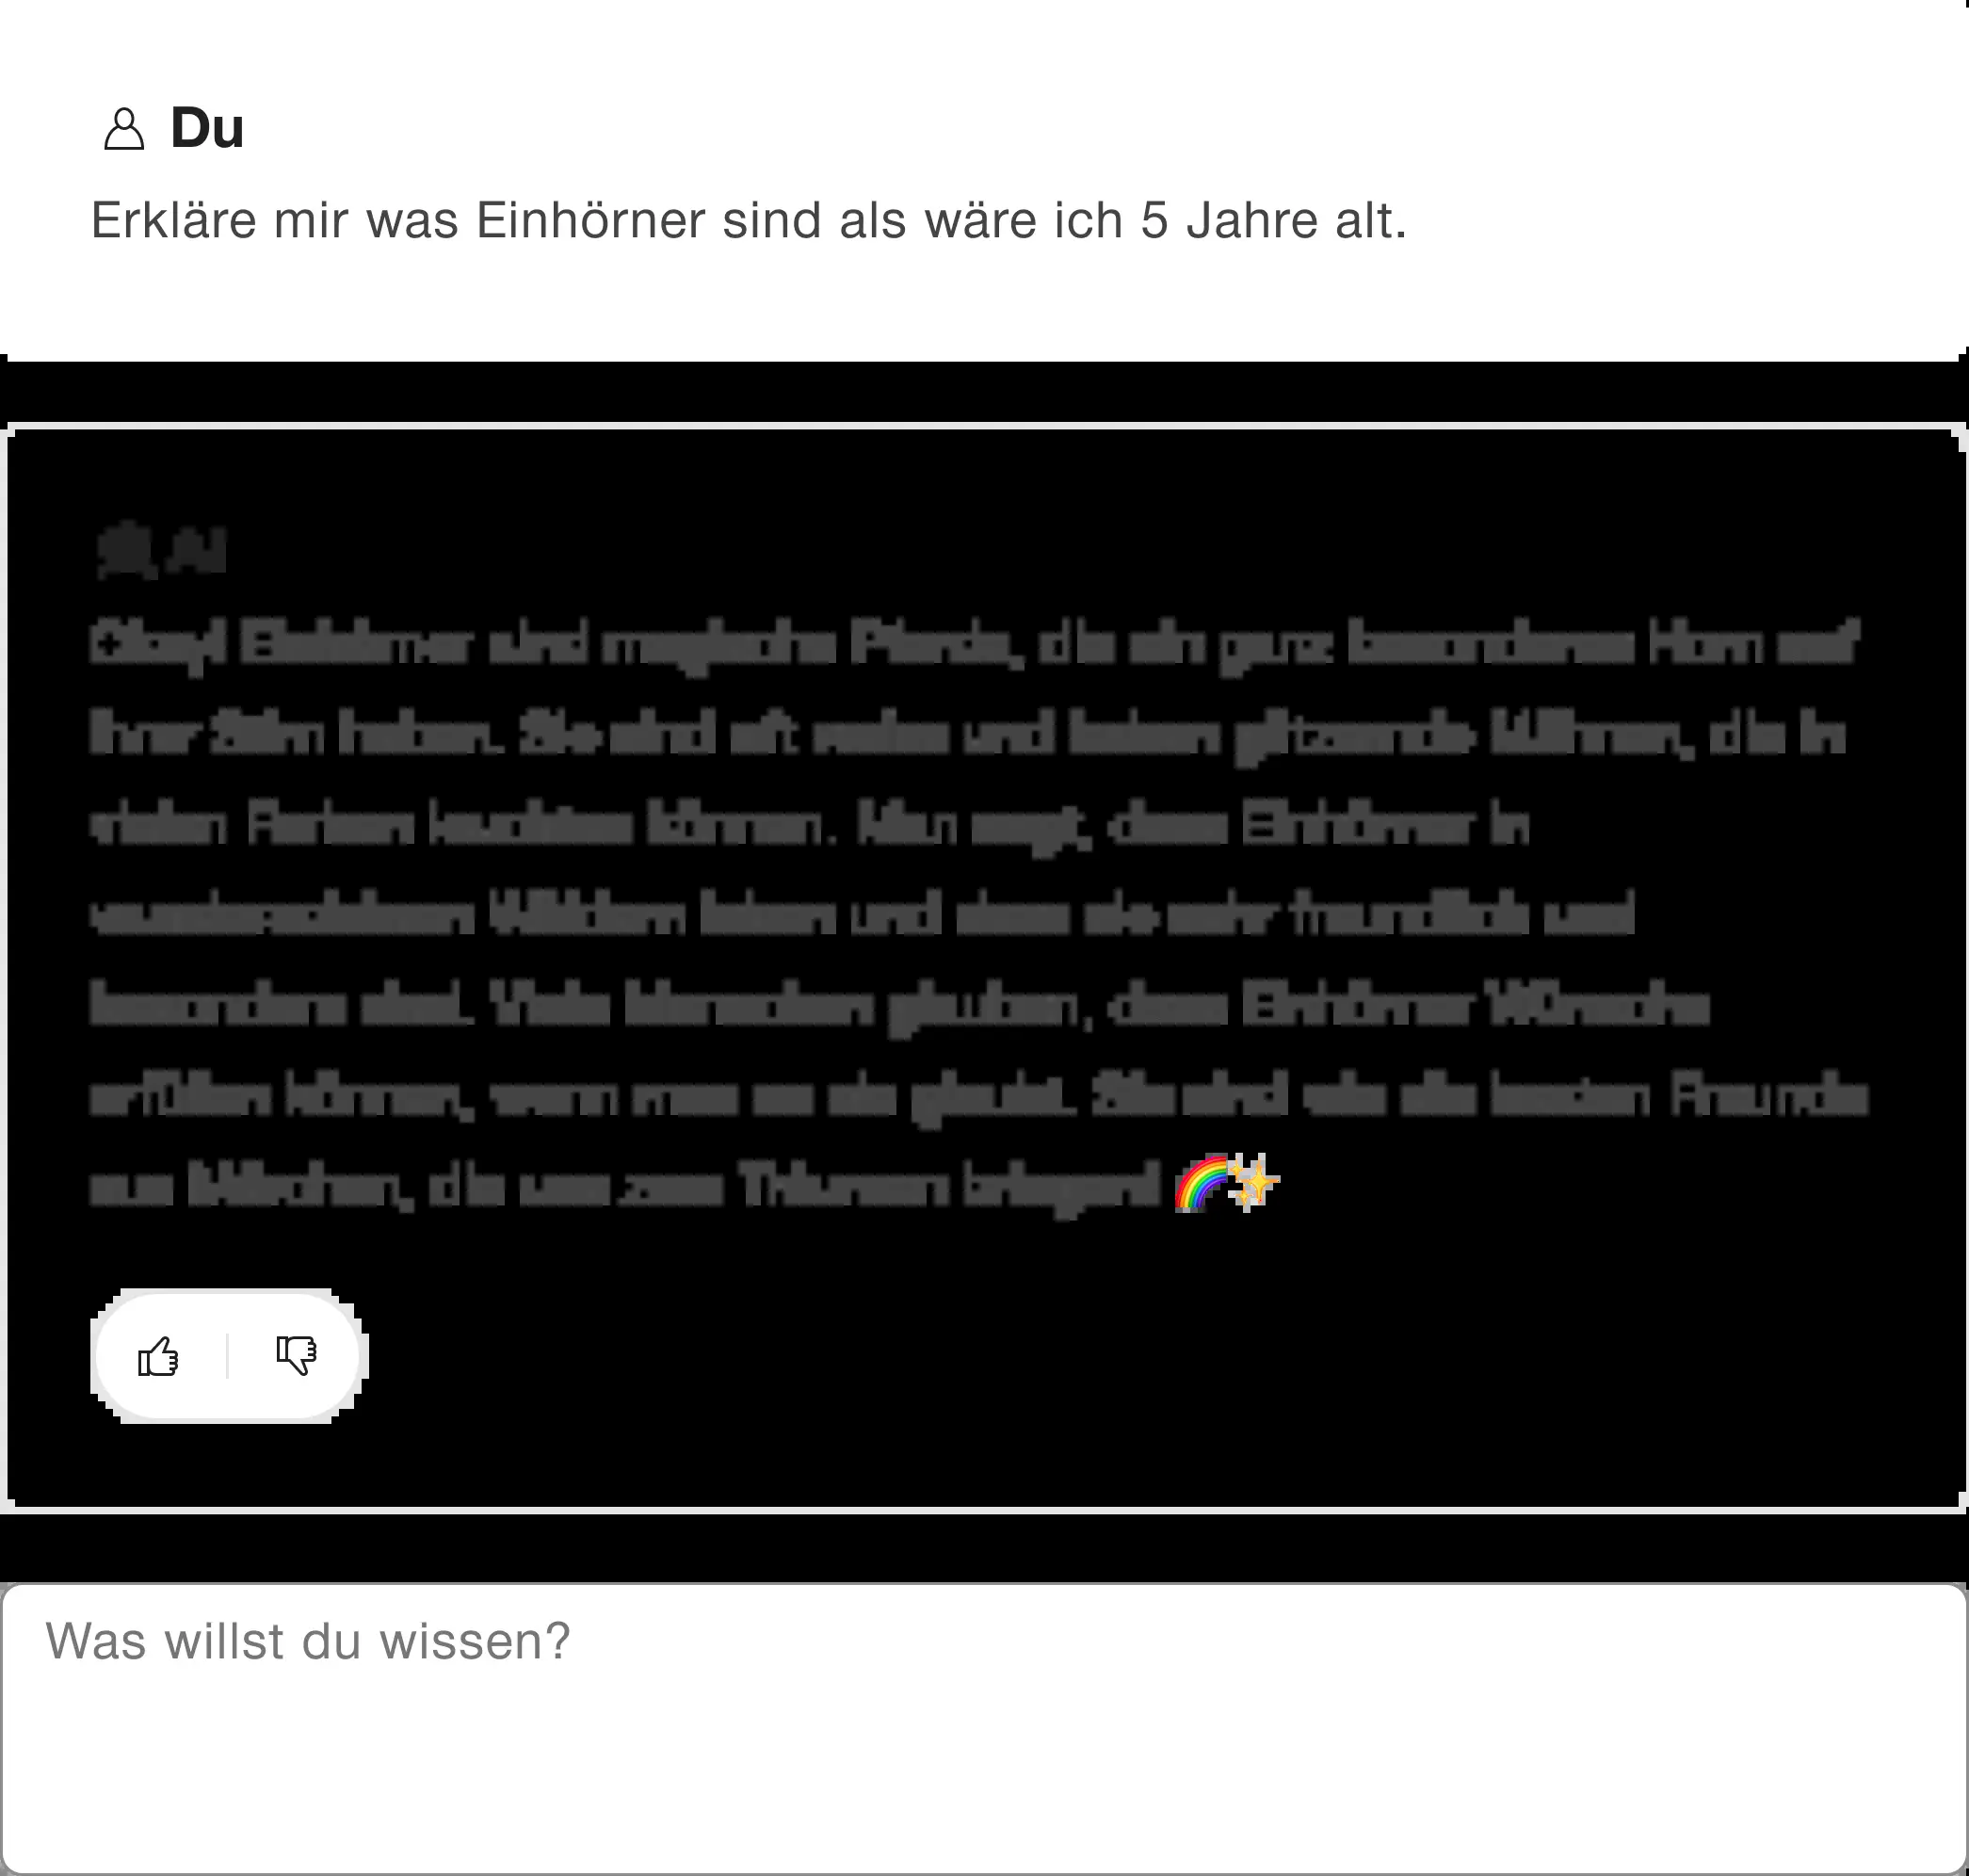 Du
Erkläre mir was Einhörner sind als wäre ich 5 Jahre alt.
AI
Okay! Einhörner sind magische Pferde, die ein ganz besonderes Horn auf
ihrer Stirn haben. Sie sind oft weiss und haben glitzernde Mähnen, die in
vielen Farben leuchten können. Man sagt, dass Einhörner in
wunderschönen Wäldern leben und dass sie sehr freundlich und
besonders sind. Viele Menschen glauben, dass Einhörner Wünsche
erfüllen können, wenn man an sie glaubt. Sie sind wie die besten Freunde
aus Märchen, die uns zum Träumen bringen! 🌈✨
Was willst du wissen?